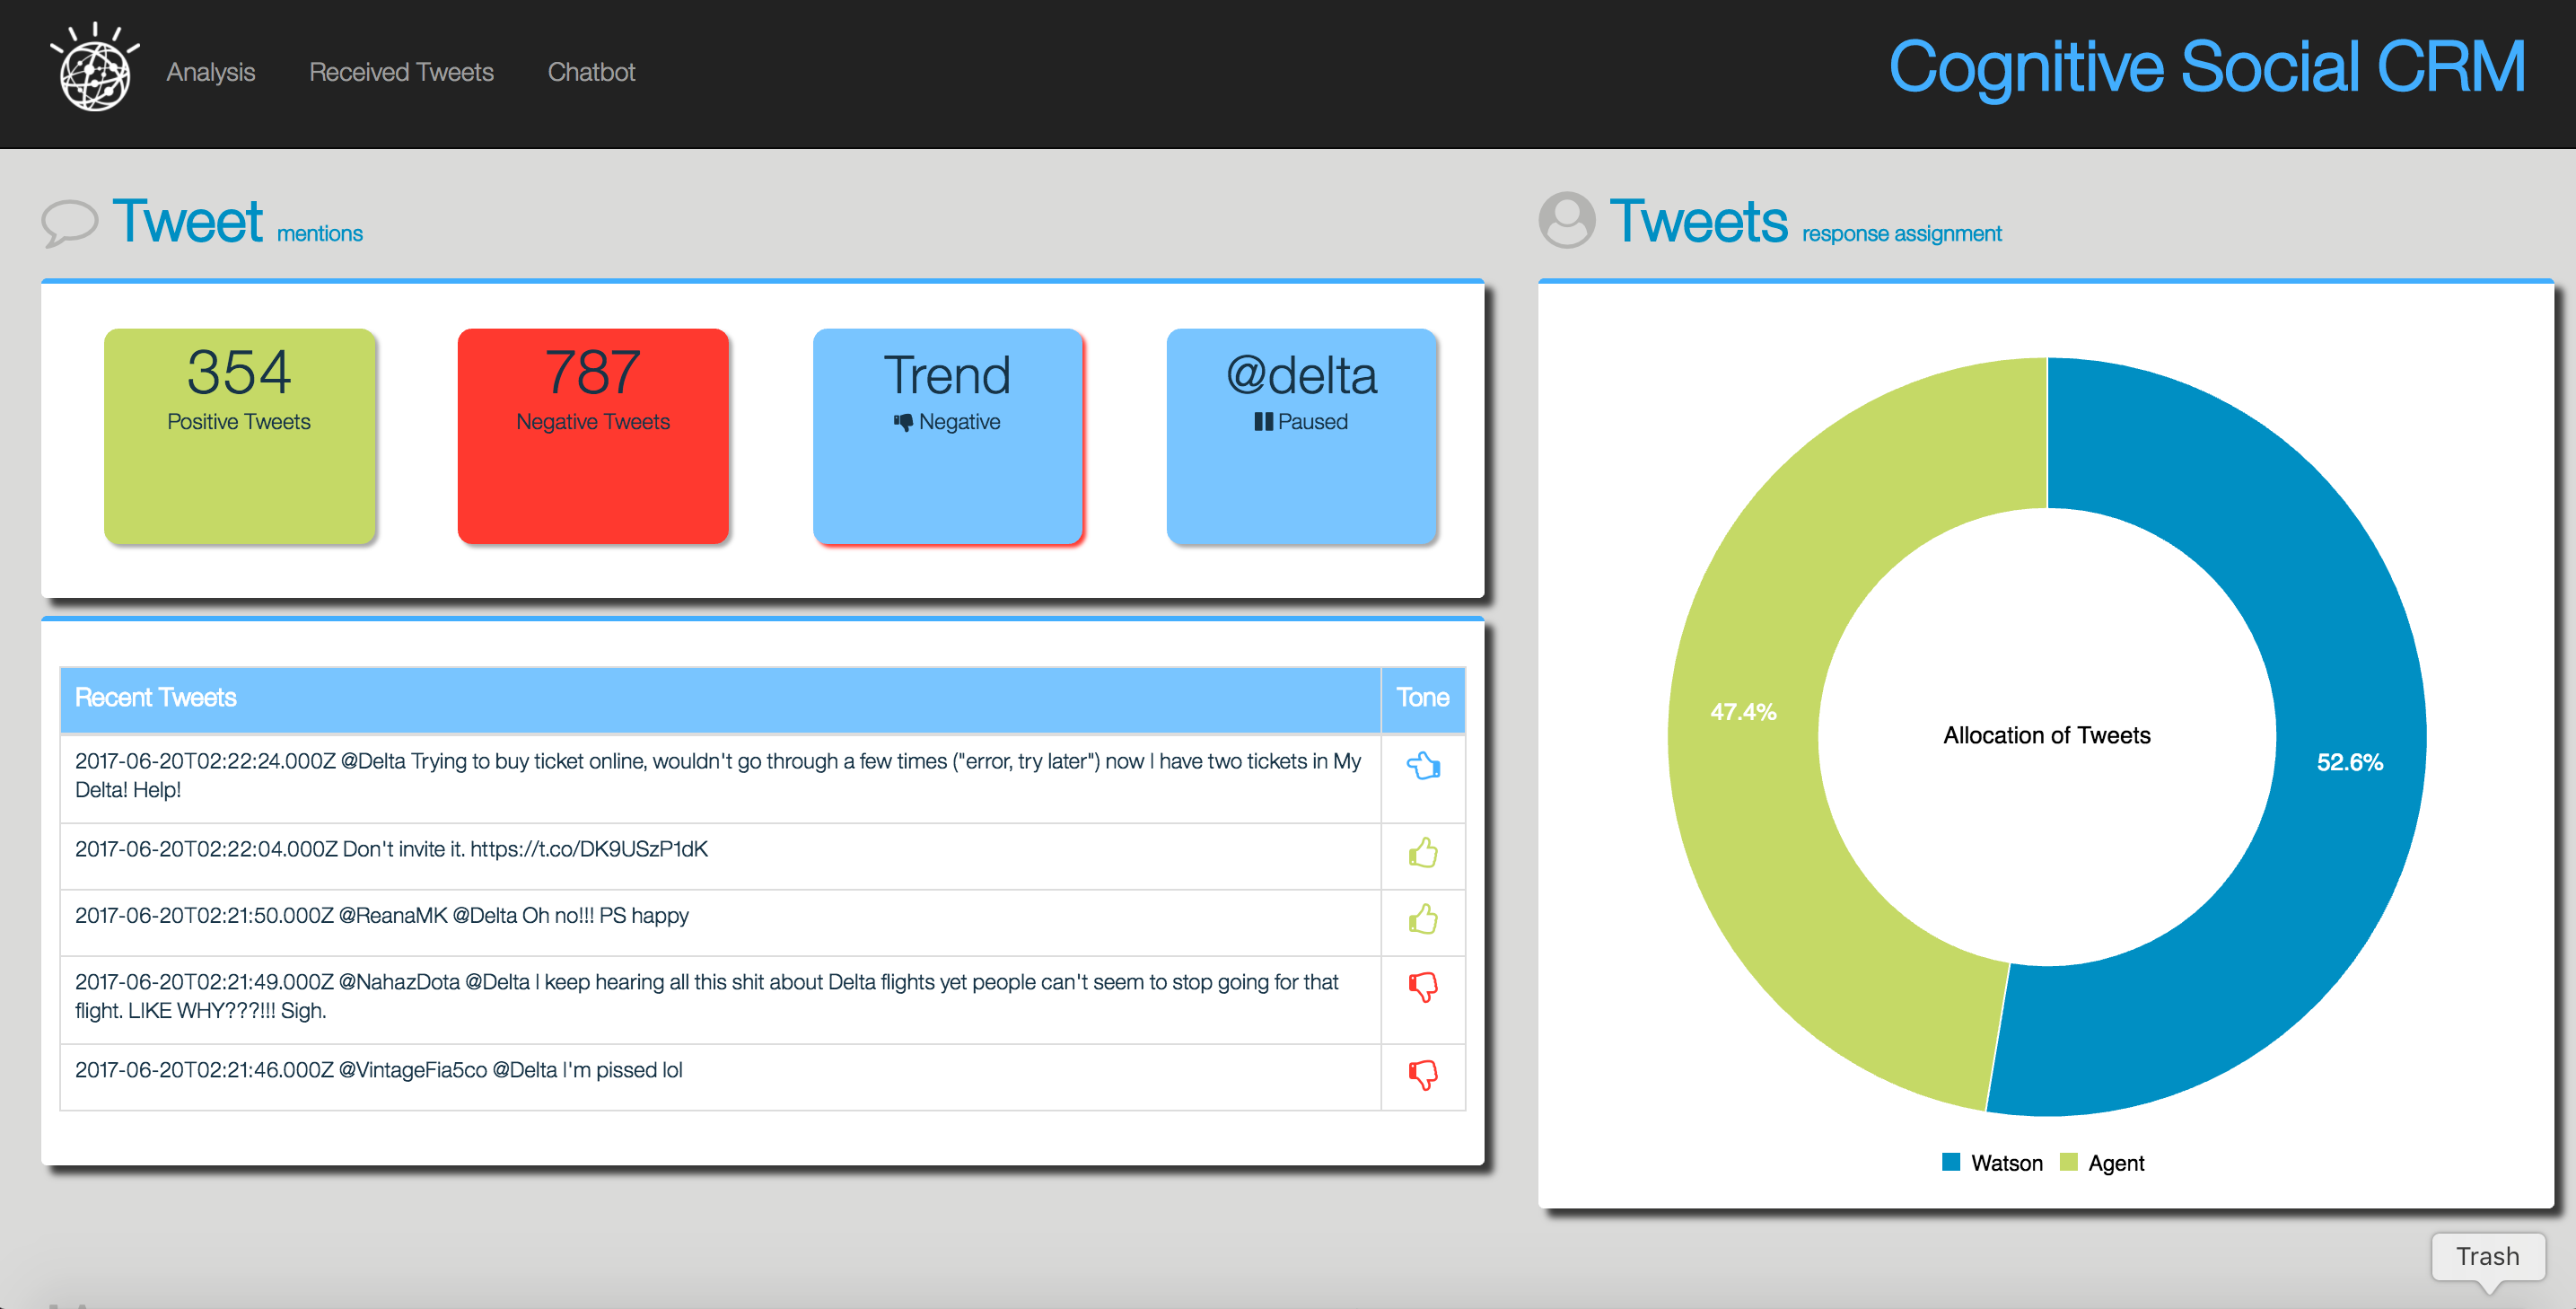 Analysis Received Tweets Chatbot Cognitive Social CRM
Tweet mentions
354
Positive Tweets
787
Negative Tweets
Trend
Negative
@delta
Paused
Recent Tweets Tone
2017-06-20T02:22:24.000Z @Delta Trying to buy ticket online, wouldn't go through a few times ("error, try later") now I have two tickets in My
Delta! Help!
2017-06-20T02:22:04.000Z Don't invite it. https://t.co/DK9USzP1dK
2017-06-20T02:21:50.000Z @ReanaMK @Delta Oh no!!! PS happy
2017-06-20T02:21:49.000Z @NahazDota @Delta I keep hearing all this shit about Delta flights yet people can't seem to stop going for that
flight. LIKE WHY???!!! Sigh.
2017-06-20T02:21:46.000Z @VintageFia5co @Delta I'm pissed lol
Tweets response assignment
47.4%
Allocation of Tweets
52.6%
Watson Agent
Trash